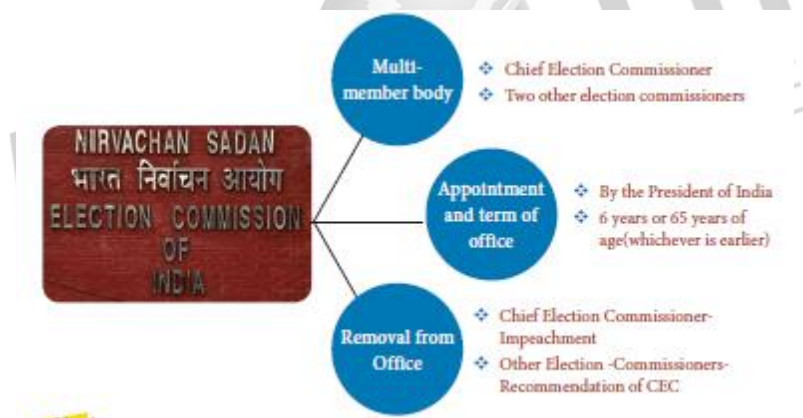 NIRVACHAN SADAN
भारत निर्वाचन आयोग
ELECTION COMMISSION
OF
INDIA
Multi-
member body
❖ Chief Election Commissioner
❖ Two other election commissioners
Appointment
and term of
office
❖ By the President of India
❖ 6 years or 65 years of
age(whichever is earlier)
Removal from
Office
❖ Chief Election Commissioner-
Impeachment
❖ Other Election -Commissioners-
Recommendation of CEC